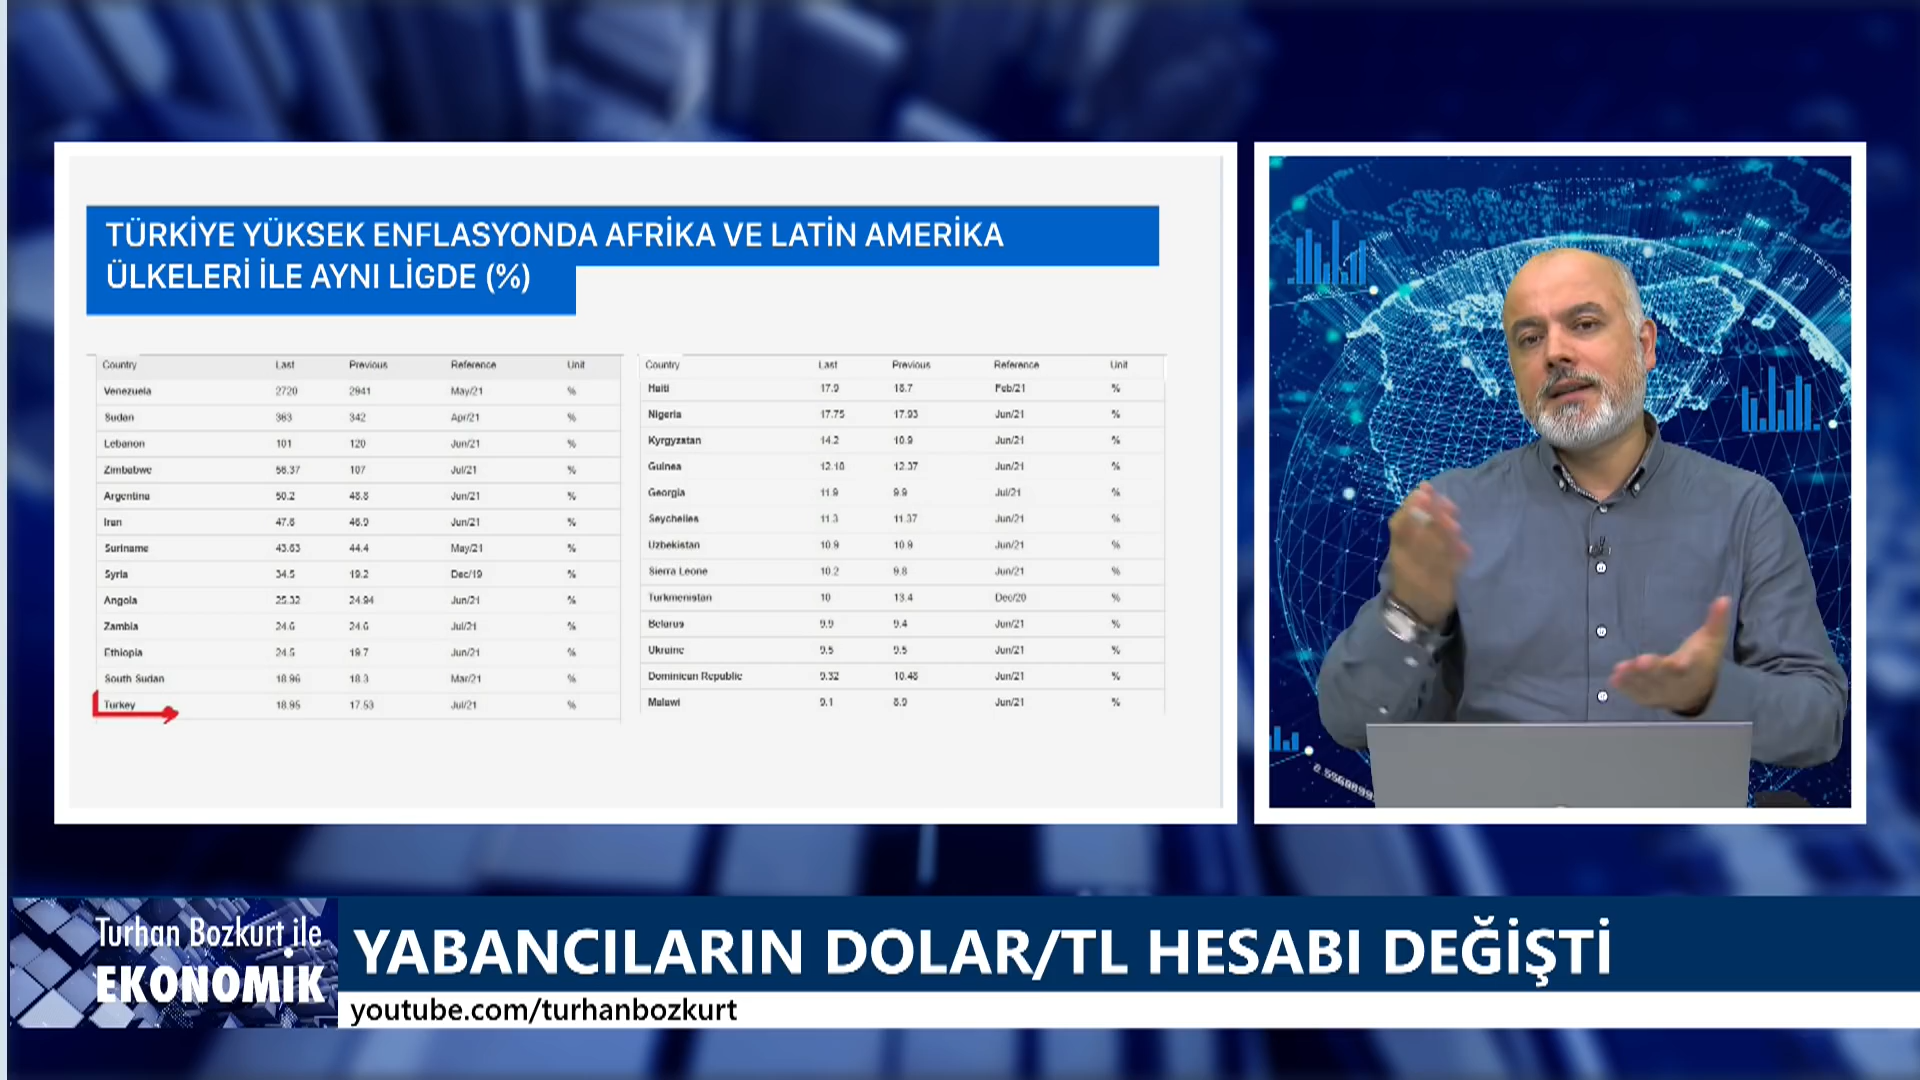 TÜRKİYE YÜKSEK ENFLASYONDA AFRİKA VE LATİN AMERİKA
ÜLKELERİ İLE AYNI LİGDE (%)
Country Last Previous Reference Unit
Venezuela 2720 2941 May/21 %
Sudan 363 342 Apr/21 %
Lebanon 101 120 Jun/21 %
Zimbabwe 56.37 107 Jul/21 %
Argentina 50.2 48.8 Jun/21 %
Iran 47.6 46.9 Jun/21 %
Suriname 43.63 44.4 May/21 %
Syria 34.5 19.2 Dec/19 %
Angola 25.32 24.94 Jun/21 %
Zambia 24.6 24.6 Jul/21 %
Ethiopia 24.5 19.7 Jun/21 %
South Sudan 18.96 18.3 Mar/21 %
Turkey 18.95 17.53 Jul/21 %
Country Last Previous Reference Unit
Haiti 17.9 18.7 Feb/21 %
Nigeria 17.75 17.93 Jun/21 %
Kyrgyzstan 14.2 Jun/21 %
Guinea 12.18 12.37 Jun/21 %
Georgia 11.9 9.9 Jul/21 %
Seychelles 11.3 11.37 Jun/21 %
Uzbekistan 10.9 10.9 Jun/21 %
Sierra Leone 10.2 9.8 Jun/21 %
Turkmenistan 10 13.4 Dec/20 %
Belarus 9.9 9.4 Jun/21 %
Ukraine 9.5 9.5 Jun/21 %
Dominican Republic 9.32 10.48 Jun/21 %
Malawi 9.1 8.9 Jun/21 %
Turhan Bozkurt ile
EKONOMİK
YABANCILARIN DOLAR/TL HESABI DEĞİŞTİ
youtube.com/turhanbozkurt